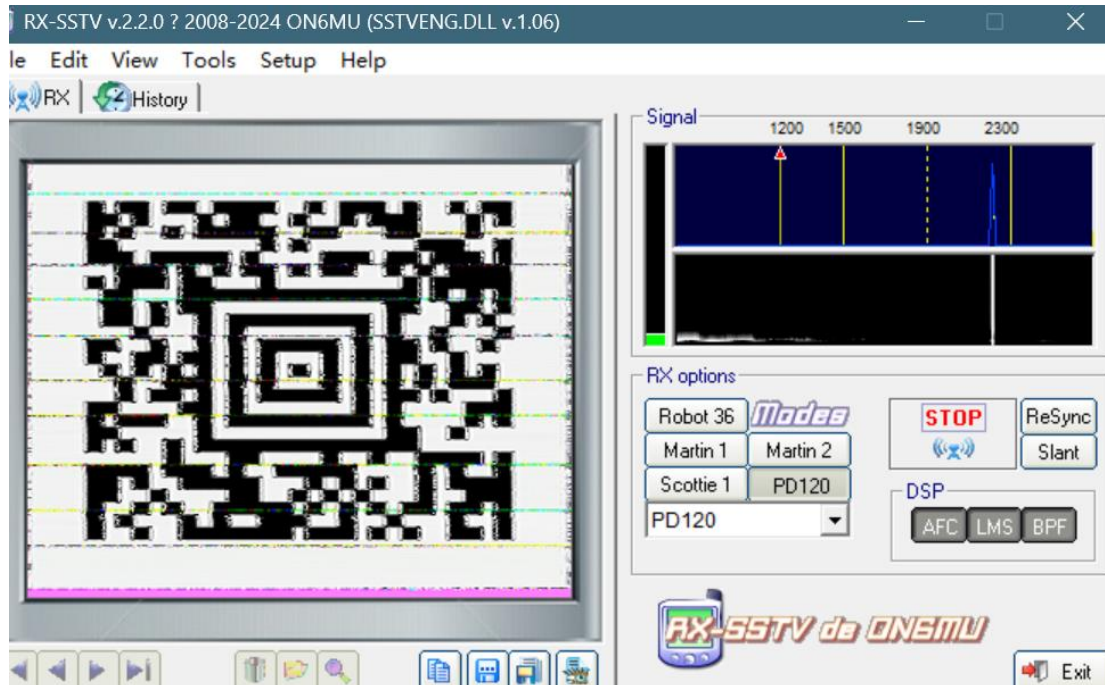 RX-SSTV v.2.2.0 ? 2008-2024 ON6MU (SSTVENG.DLL v.1.06)
le Edit View Tools Setup Help
RX History
Signal
1200 1500 1900 2300
RX options
Robot 36 Modes
Martin 1 Martin 2
Scottie 1 PD120
PD120
STOP
ReSync
Slant
DSP
AFC LMS BPF
RX-SSTV de ON6MU
Exit